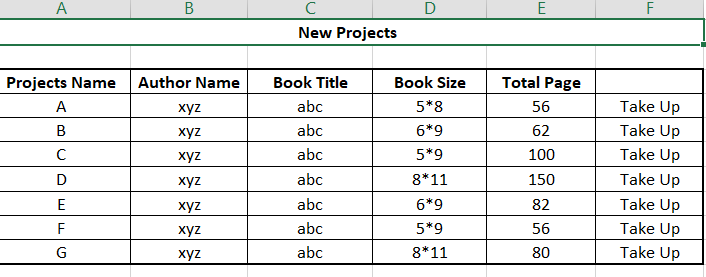 A B C D E F
New Projects
Projects Name Author Name Book Title Book Size Total Page
A xyz abc 5*8 56 Take Up
B xyz abc 6*9 62 Take Up
C xyz abc 5*9 100 Take Up
D xyz abc 8*11 150 Take Up
E xyz abc 6*9 82 Take Up
F xyz abc 5*9 56 Take Up
G xyz abc 8*11 80 Take Up